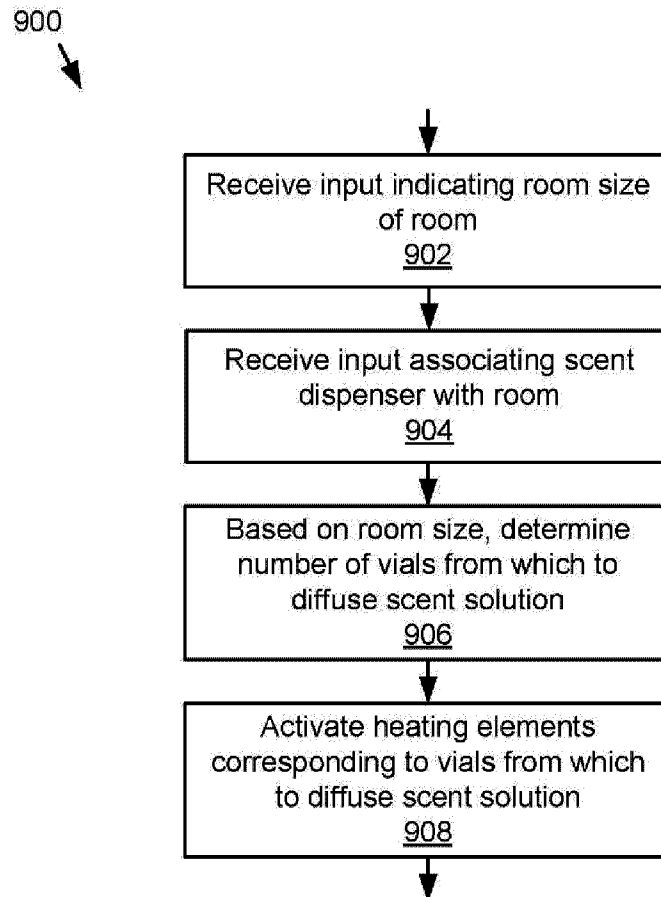 900
Receive input indicating room size
of room
902
Receive input associating scent
dispenser with room
904
Based on room size, determine
number of vials from which to
diffuse scent solution
906
Activate heating elements
corresponding to vials from which
to diffuse scent solution
908